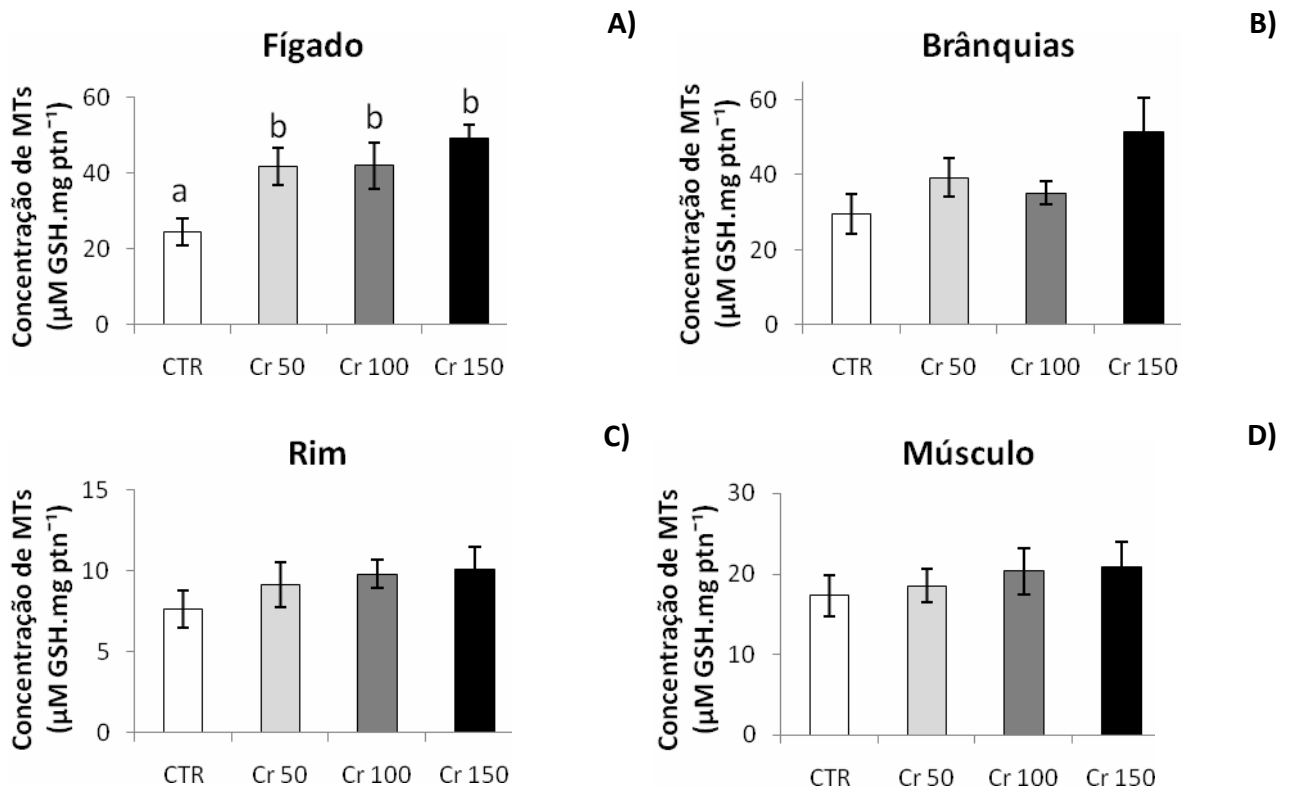 A)
Fígado
Concentração de MTs
(µM GSH.mg ptn⁻¹)
60
40
20
0
a
b
b
b
CTR
Cr 50
Cr 100
Cr 150
B)
Brânquias
Concentração de MTs
(µM GSH.mg ptn⁻¹)
60
40
20
0
CTR
Cr 50
Cr 100
Cr 150
C)
Rim
Concentração de MTs
(µM GSH.mg ptn⁻¹)
15
10
5
0
CTR
Cr 50
Cr 100
Cr 150
D)
Músculo
Concentração de MTs
(µM GSH.mg ptn⁻¹)
30
20
10
0
CTR
Cr 50
Cr 100
Cr 150